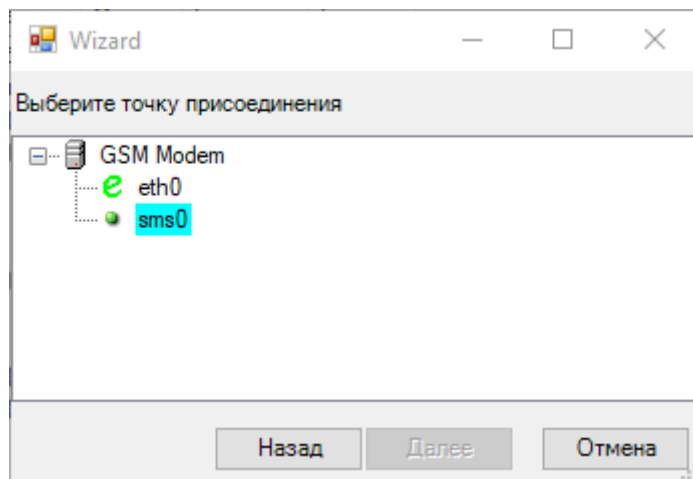 Wizard
Выберите точку присоединения
GSM Modem
eth0
sms0
Назад Далее Отмена